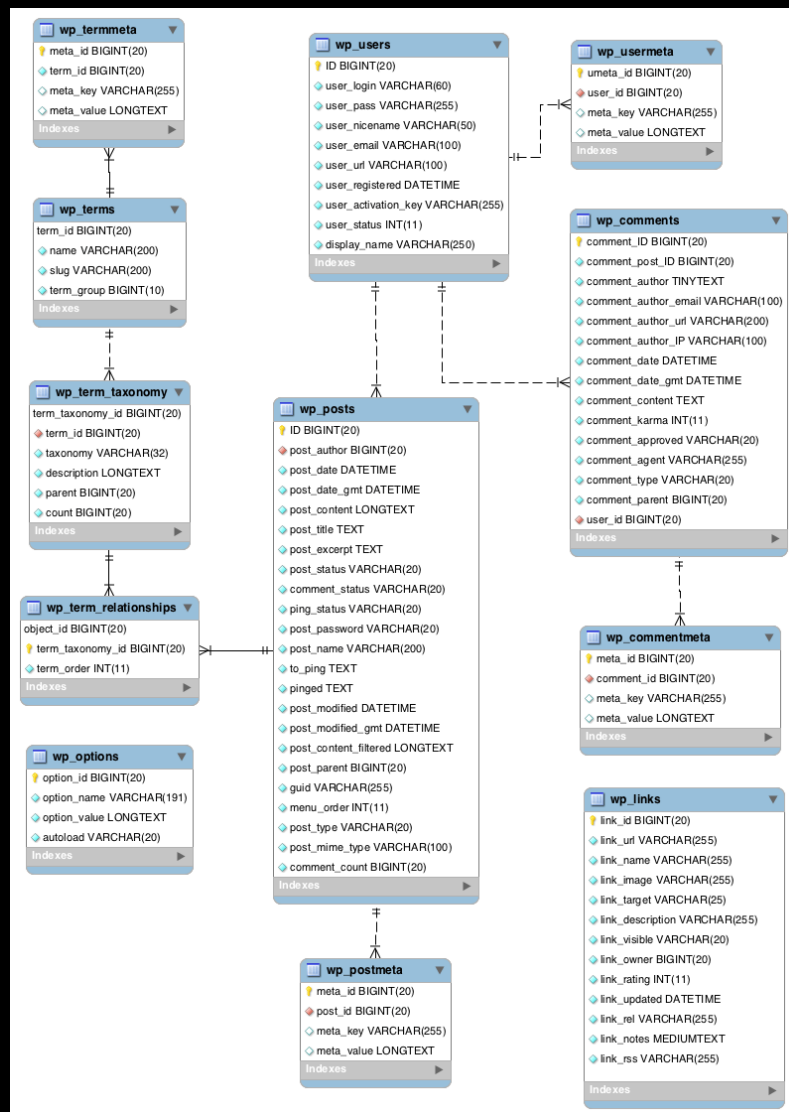 wp_termmeta
meta_id BIGINT(20)
term_id BIGINT(20)
meta_key VARCHAR(255)
meta_value LONGTEXT
Indexes
wp_terms
term_id BIGINT(20)
name VARCHAR(200)
slug VARCHAR(200)
term_group BIGINT(10)
Indexes
wp_term_taxonomy
term_taxonomy_id BIGINT(20)
term_id BIGINT(20)
taxonomy VARCHAR(32)
description LONGTEXT
parent BIGINT(20)
count BIGINT(20)
Indexes
wp_term_relationships
object_id BIGINT(20)
term_taxonomy_id BIGINT(20)
term_order INT(11)
Indexes
wp_options
option_id BIGINT(20)
option_name VARCHAR(191)
option_value LONGTEXT
autoload VARCHAR(20)
Indexes
wp_users
ID BIGINT(20)
user_login VARCHAR(60)
user_pass VARCHAR(255)
user_nicename VARCHAR(50)
user_email VARCHAR(100)
user_url VARCHAR(100)
user_registered DATETIME
user_activation_key VARCHAR(255)
user_status INT(11)
display_name VARCHAR(250)
Indexes
wp_posts
ID BIGINT(20)
post_author BIGINT(20)
post_date DATETIME
post_date_gmt DATETIME
post_content LONGTEXT
post_title TEXT
post_excerpt TEXT
post_status VARCHAR(20)
comment_status VARCHAR(20)
ping_status VARCHAR(20)
post_password VARCHAR(20)
post_name VARCHAR(200)
to_ping TEXT
pinged TEXT
post_modified DATETIME
post_modified_gmt DATETIME
post_content_filtered LONGTEXT
post_parent BIGINT(20)
guid VARCHAR(255)
menu_order INT(11)
post_type VARCHAR(20)
post_mime_type VARCHAR(100)
comment_count BIGINT(20)
Indexes
wp_postmeta
meta_id BIGINT(20)
post_id BIGINT(20)
meta_key VARCHAR(255)
meta_value LONGTEXT
Indexes
wp_usermeta
umeta_id BIGINT(20)
user_id BIGINT(20)
meta_key VARCHAR(255)
meta_value LONGTEXT
Indexes
wp_comments
comment_ID BIGINT(20)
comment_post_ID BIGINT(20)
comment_author TINYTEXT
comment_author_email VARCHAR(100)
comment_author_url VARCHAR(200)
comment_author_IP VARCHAR(100)
comment_date DATETIME
comment_date_gmt DATETIME
comment_content TEXT
comment_karma INT(11)
comment_approved VARCHAR(20)
comment_agent VARCHAR(255)
comment_type VARCHAR(20)
comment_parent BIGINT(20)
user_id BIGINT(20)
Indexes
wp_commentmeta
meta_id BIGINT(20)
comment_id BIGINT(20)
meta_key VARCHAR(255)
meta_value LONGTEXT
Indexes
wp_links
link_id BIGINT(20)
link_url VARCHAR(255)
link_name VARCHAR(255)
link_image VARCHAR(255)
link_target VARCHAR(25)
link_description VARCHAR(255)
link_visible VARCHAR(20)
link_owner BIGINT(20)
link_rating INT(11)
link_updated DATETIME
link_rel VARCHAR(255)
link_notes MEDIUMTEXT
link_rss VARCHAR(255)
Indexes